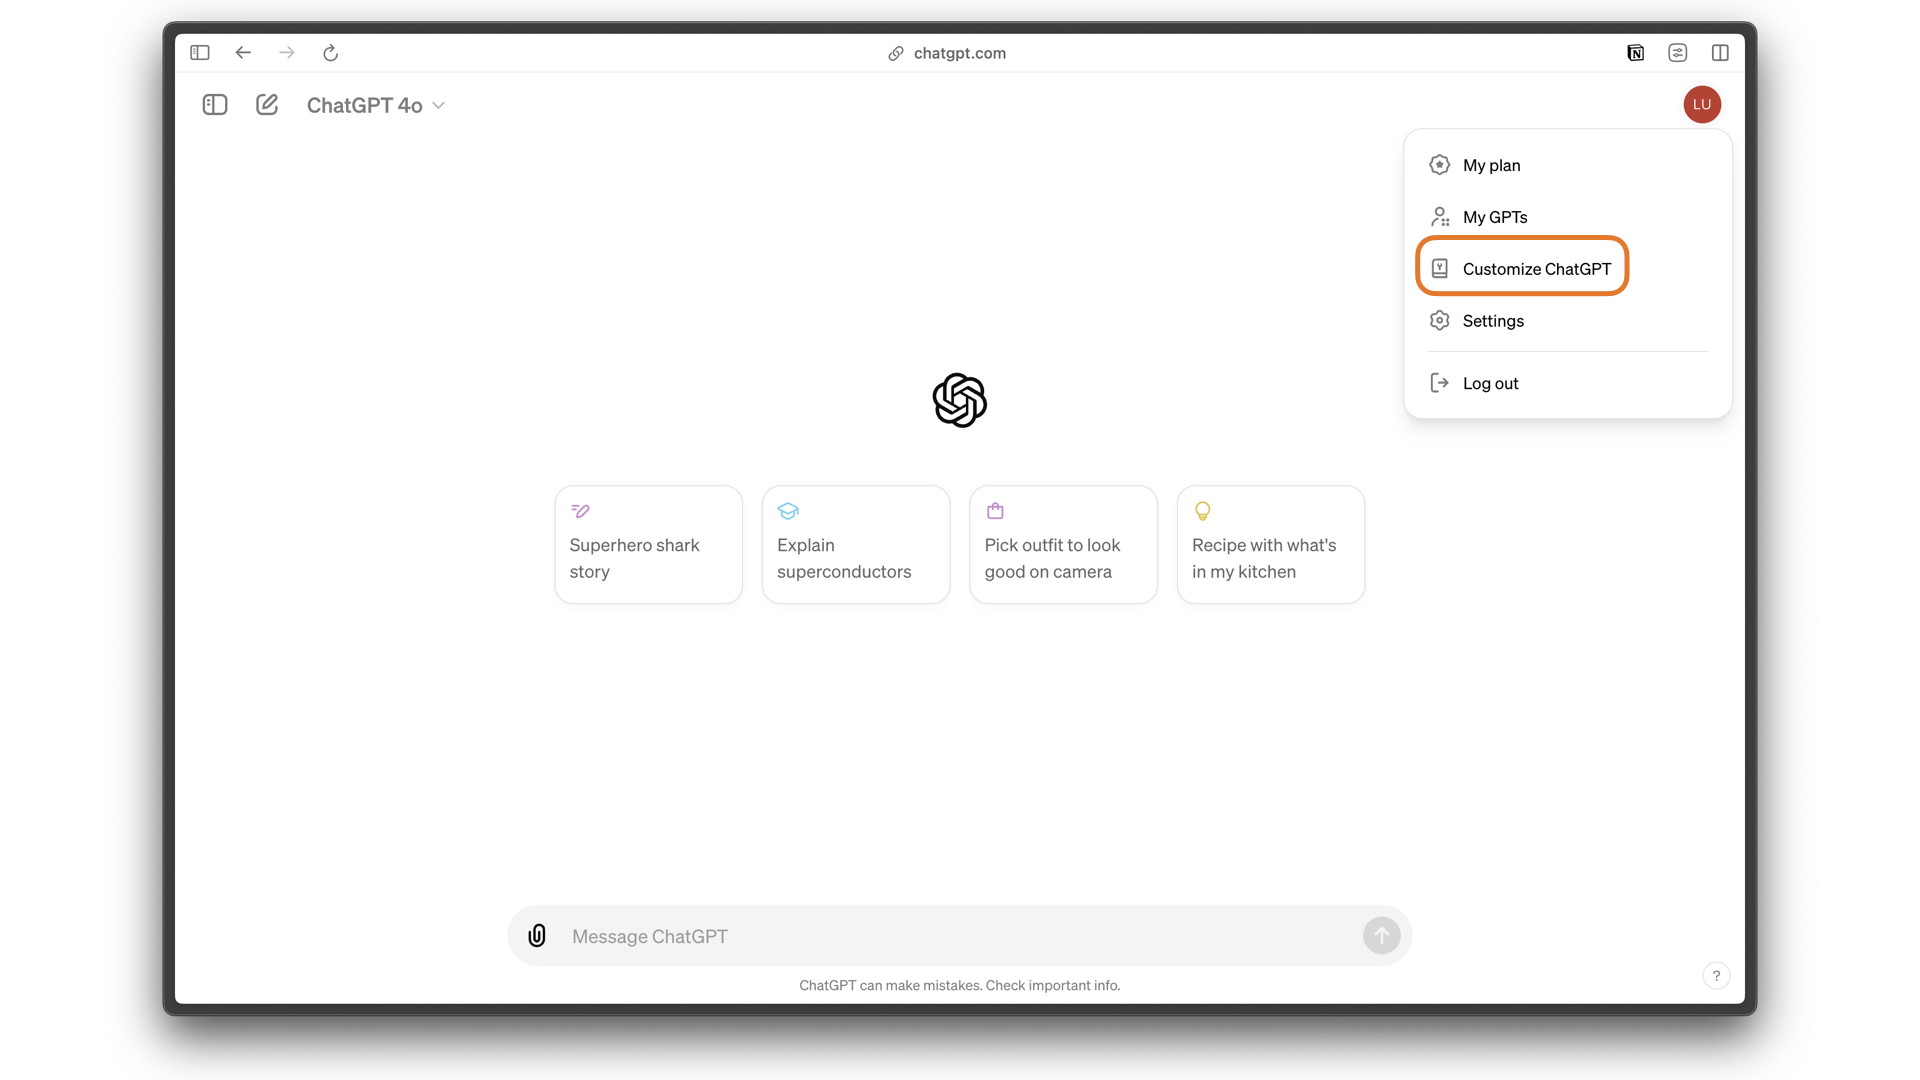 chatgpt.com
N
ChatGPT 4o
LU
My plan
My GPTs
Customize ChatGPT
Settings
Log out
Superhero shark
story
Explain
superconductors
Pick outfit to look
good on camera
Recipe with what's
in my kitchen
Message ChatGPT
ChatGPT can make mistakes. Check important info.
?